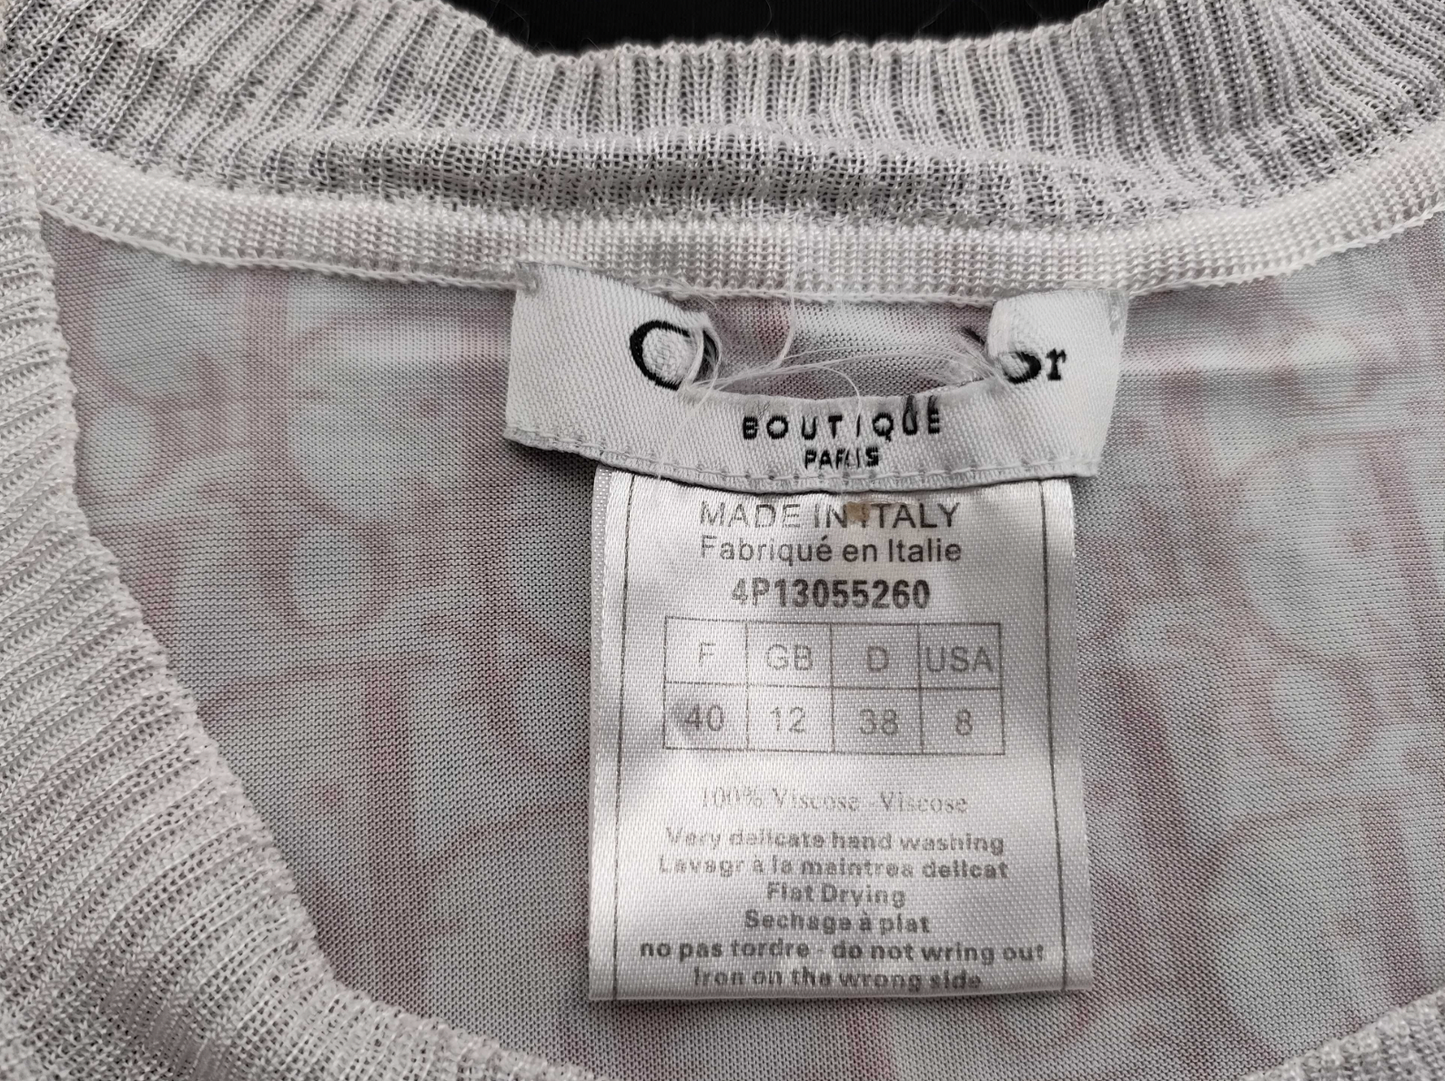 BOUTIQUE
PARIS
MADE IN ITALY
Fabriqué en Italie
4P13055260
F GB D USA
40 12 38 8
100% Viscose -Viscose
Very delicate hand washing
Lavagr à la maintrea delicat
Flat Drying
Sechage à plat
no pas tordre - do not wring out
Iron on the wrong side